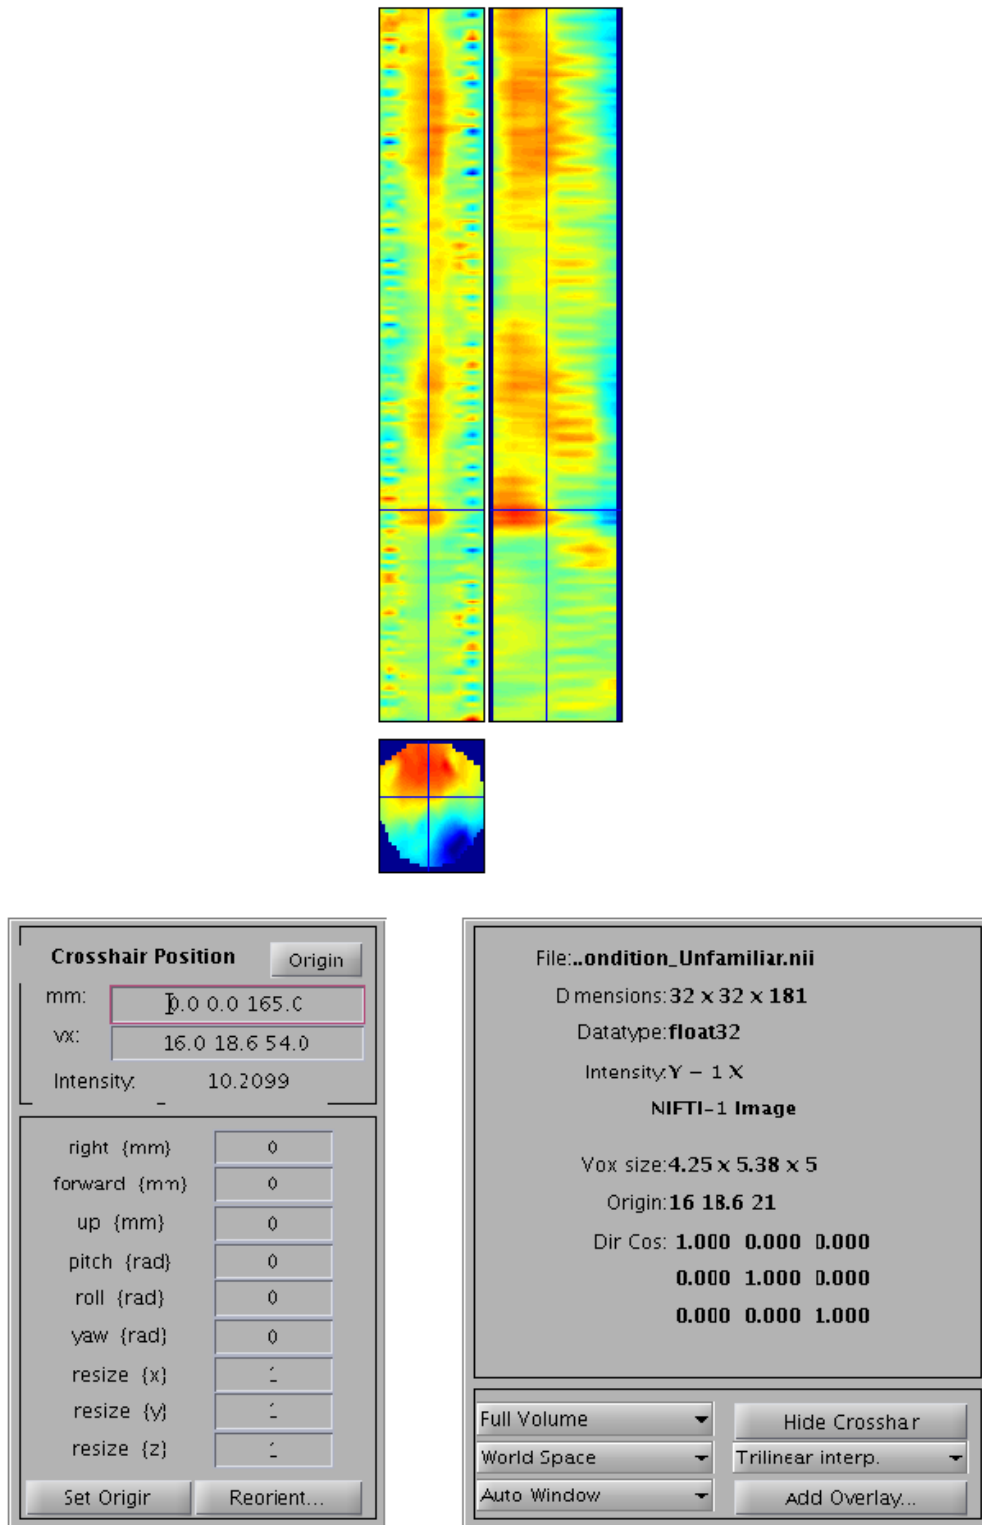 Crosshair Position Origin
mm: 0.0 0.0 165.0
vx: 16.0 18.6 54.0
Intensity: 10.2099
right {mm} 0
forward {mm} 0
up {mm} 0
pitch {rad} 0
roll {rad} 0
yaw {rad} 0
resize {x} 1
resize {y} 1
resize {z} 1
Set Origin Reorient...
File:..ondition_Unfamiliar.nii
Dimensions: 32 x 32 x 181
Datatype: float32
Intensity: Y = 1 X
NIFTI-1 Image
Vox size: 4.25 x 5.38 x 5
Origin: 16 18.6 21
Dir Cos: 1.000 0.000 0.000
0.000 1.000 0.000
0.000 0.000 1.000
Full Volume Hide Crosshair
World Space Trilinear interp.
Auto Window Add Overlay...